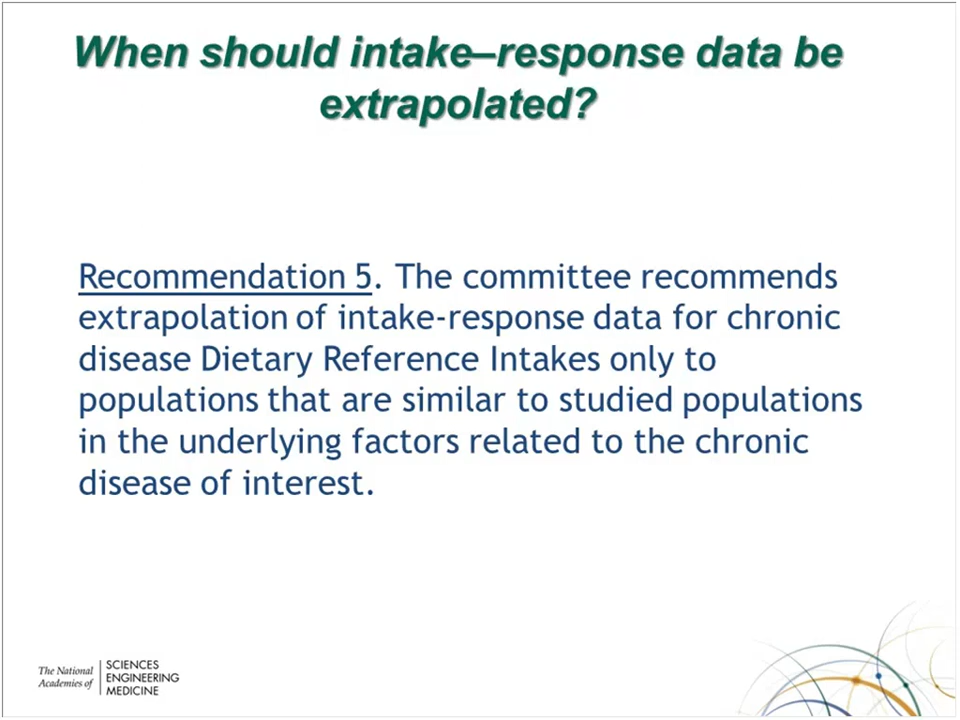 When should intake–response data be
extrapolated?
Recommendation 5. The committee recommends
extrapolation of intake-response data for chronic
disease Dietary Reference Intakes only to
populations that are similar to studied populations
in the underlying factors related to the chronic
disease of interest.
The National
Academies of
SCIENCES
ENGINEERING
MEDICINE